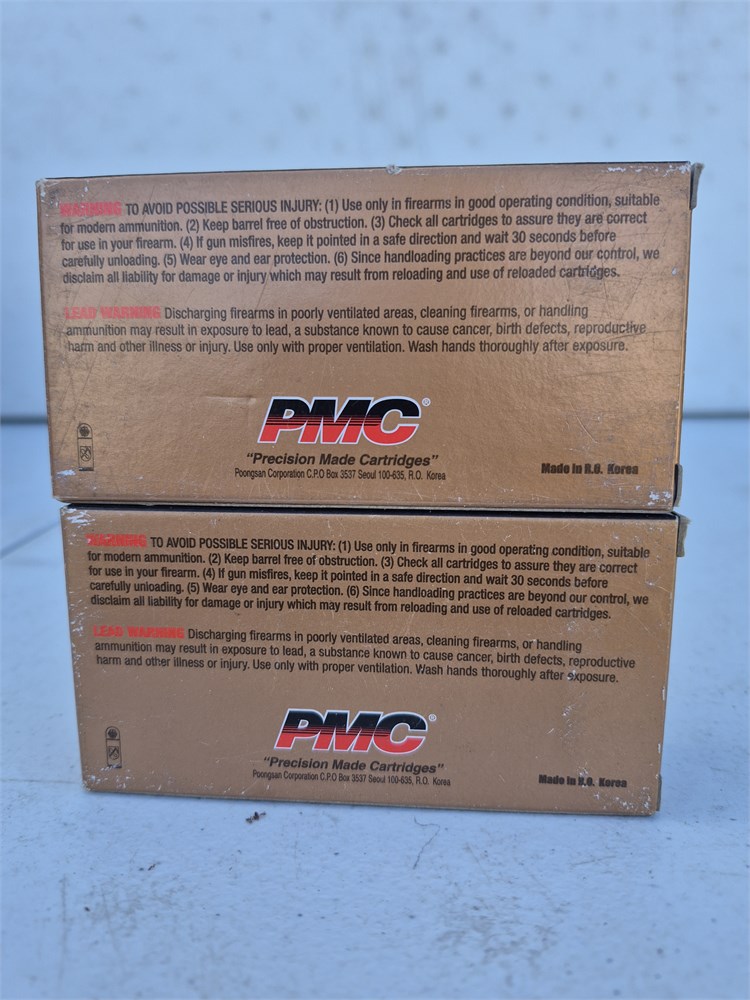 WARNING TO AVOID POSSIBLE SERIOUS INJURY: (1) Use only in firearms in good operating condition, suitable
for modern ammunition. (2) Keep barrel free of obstruction. (3) Check all cartridges to assure they are correct
for use in your firearm. (4) If gun misfires, keep it pointed in a safe direction and wait 30 seconds before
carefully unloading. (5) Wear eye and ear protection. (6) Since handloading practices are beyond our control, we
disclaim all liability for damage or injury which may result from reloading and use of reloaded cartridges.
LEAD WARNING Discharging firearms in poorly ventilated areas, cleaning firearms, or handling
ammunition may result in exposure to lead, a substance known to cause cancer, birth defects, reproductive
harm and other illness or injury. Use only with proper ventilation. Wash hands thoroughly after exposure.
PMC®
"Precision Made Cartridges"
Poongsan Corporation C.P.O Box 3537 Seoul 100-635, R.O. Korea
Made in R.O. Korea
WARNING TO AVOID POSSIBLE SERIOUS INJURY: (1) Use only in firearms in good operating condition, suitable
for modern ammunition. (2) Keep barrel free of obstruction. (3) Check all cartridges to assure they are correct
for use in your firearm. (4) If gun misfires, keep it pointed in a safe direction and wait 30 seconds before
carefully unloading. (5) Wear eye and ear protection. (6) Since handloading practices are beyond our control, we
disclaim all liability for damage or injury which may result from reloading and use of reloaded cartridges.
LEAD WARNING Discharging firearms in poorly ventilated areas, cleaning firearms, or handling
ammunition may result in exposure to lead, a substance known to cause cancer, birth defects, reproductive
harm and other illness or injury. Use only with proper ventilation. Wash hands thoroughly after exposure.
PMC®
"Precision Made Cartridges"
Poongsan Corporation C.P.O Box 3537 Seoul 100-635, R.O. Korea
Made in R.O. Korea